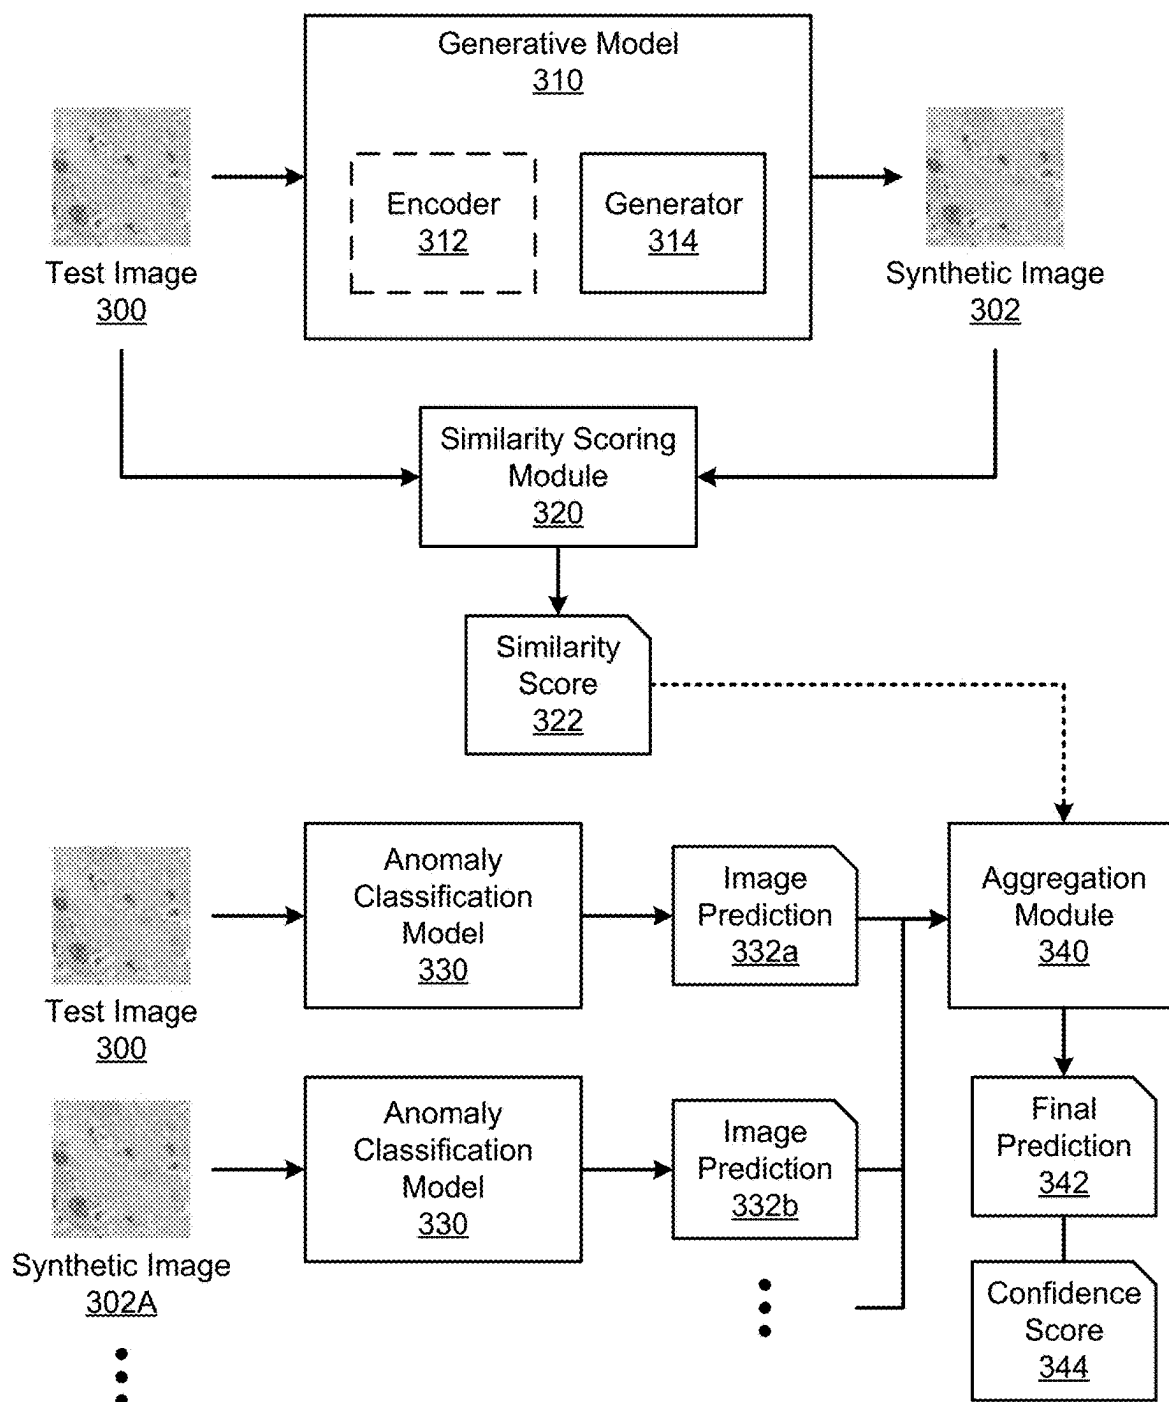 Generative Model
310
Encoder
312
Generator
314
Test Image
300
Synthetic Image
302
Similarity Scoring
Module
320
Similarity
Score
322
Anomaly
Classification
Model
330
Image
Prediction
332a
Aggregation
Module
340
Test Image
300
Anomaly
Classification
Model
330
Image
Prediction
332b
Final
Prediction
342
Synthetic Image
302A
Confidence
Score
344